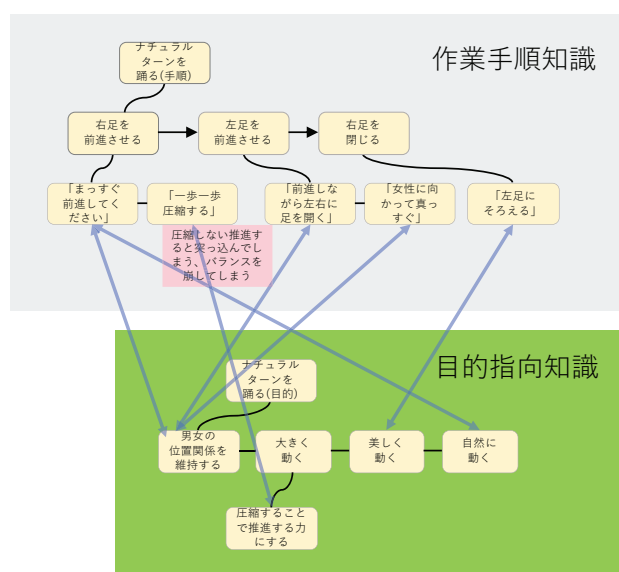 作業手順知識
ナチュラル
ターンを
踊る(手順)
右足を
前進させる
左足を
前進させる
右足を
閉じる
「まっすぐ
前進してく
ださい」
「一歩一歩
圧縮する」
「前進しな
がら左右に
足を開く」
「女性に向
かって真っ
すぐ」
「左足に
そろえる」
圧縮しない推進す
ると突っ込んでし
まう、バランスを
崩してしまう
目的指向知識
ナチュラル
ターンを
踊る(目的)
男女の
位置関係を
維持する
大きく
動く
美しく
動く
自然に
動く
圧縮すること
で推進する力
にする